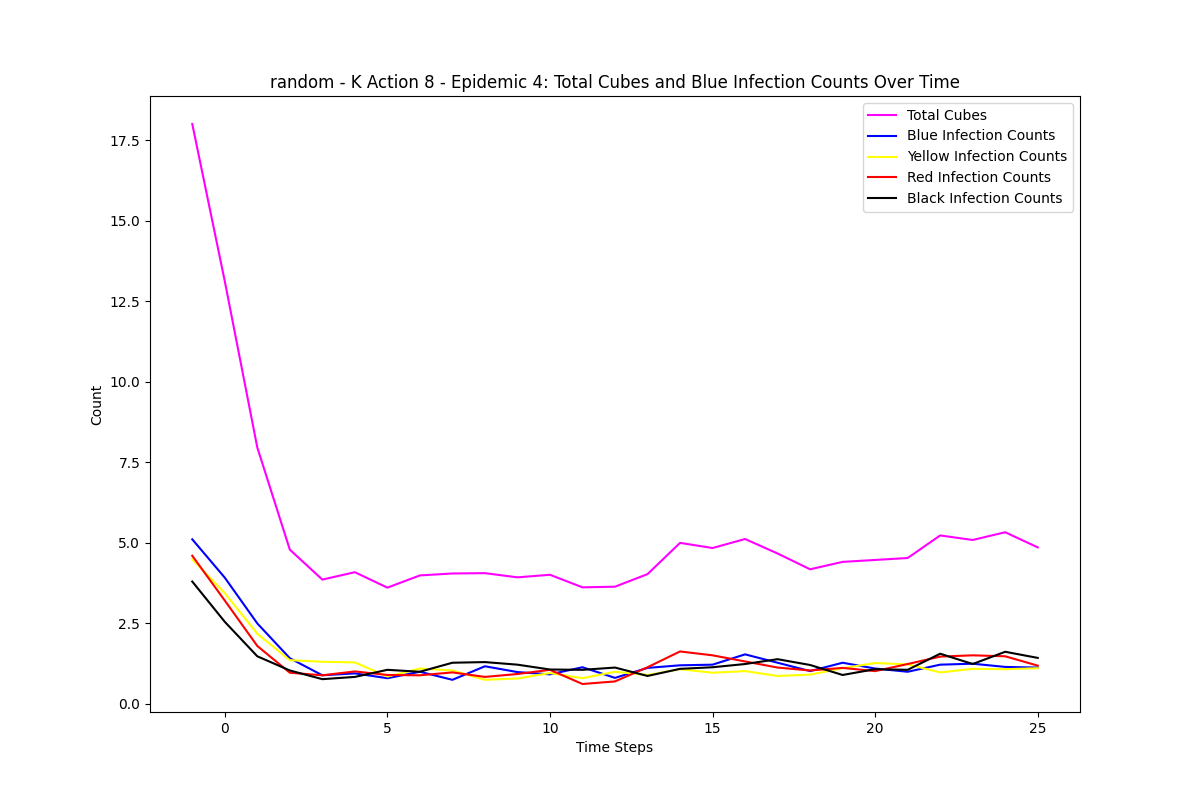 random - K Action 8 - Epidemic 4: Total Cubes and Blue Infection Counts Over Time
Total Cubes
Blue Infection Counts
Yellow Infection Counts
Red Infection Counts
Black Infection Counts
17.5
15.0
12.5
10.0
7.5
5.0
2.5
0.0
Count
0 5 10 15 20 25
Time Steps